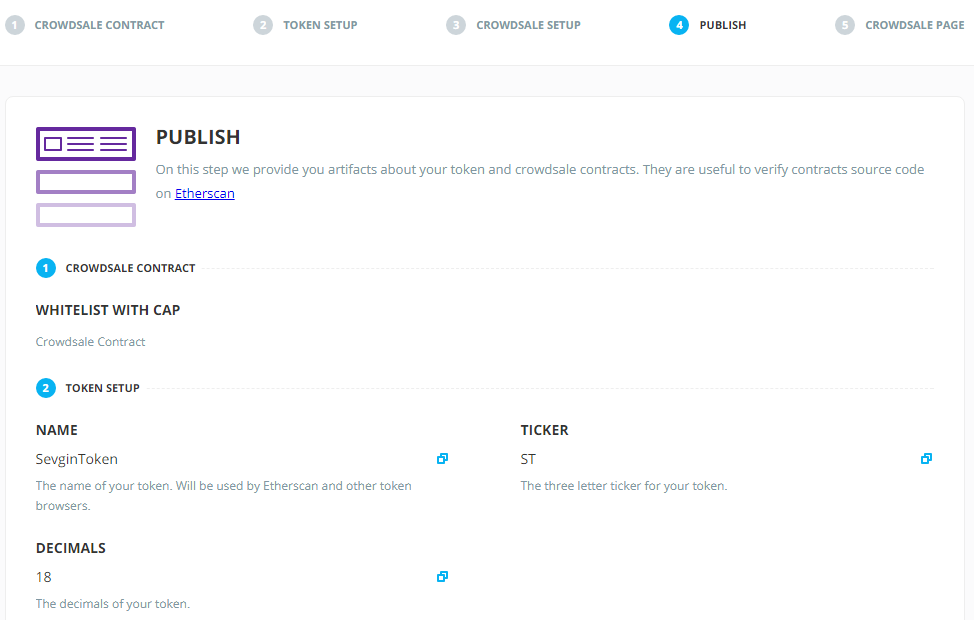 1 CROWDSALE CONTRACT 2 TOKEN SETUP 3 CROWDSALE SETUP 4 PUBLISH 5 CROWDSALE PAGE
PUBLISH
On this step we provide you artifacts about your token and crowdsale contracts. They are useful to verify contracts source code
on Etherscan
1 CROWDSALE CONTRACT
WHITELIST WITH CAP
Crowdsale Contract
2 TOKEN SETUP
NAME
SevginToken
The name of your token. Will be used by Etherscan and other token
browsers.
TICKER
ST
The three letter ticker for your token.
DECIMALS
18
The decimals of your token.